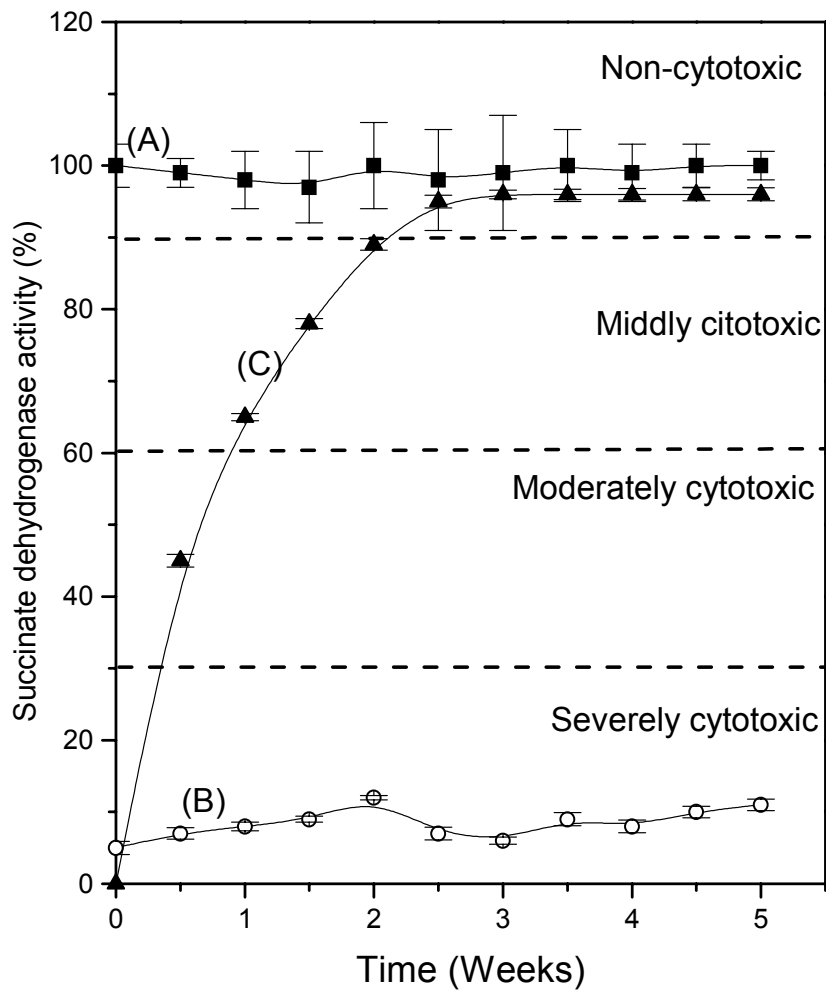 120
Non-cytotoxic
(A)
100
80
Middly citotoxic
(C)
60
Moderately cytotoxic
40
Severely cytotoxic
20
(B)
0
0 1 2 3 4 5
Time (Weeks)
Succinate dehydrogenase activity (%)